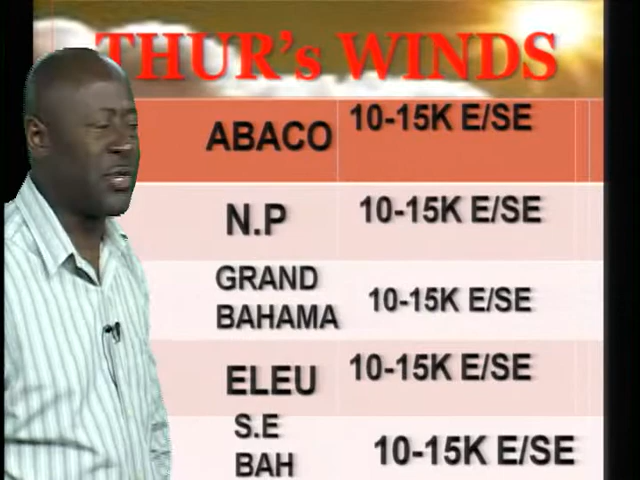 THUR's WINDS
ABACO 10-15K E/SE
N.P 10-15K E/SE
GRAND
BAHAMA 10-15K E/SE
ELEU 10-15K E/SE
S.E
BAH 10-15K E/SE